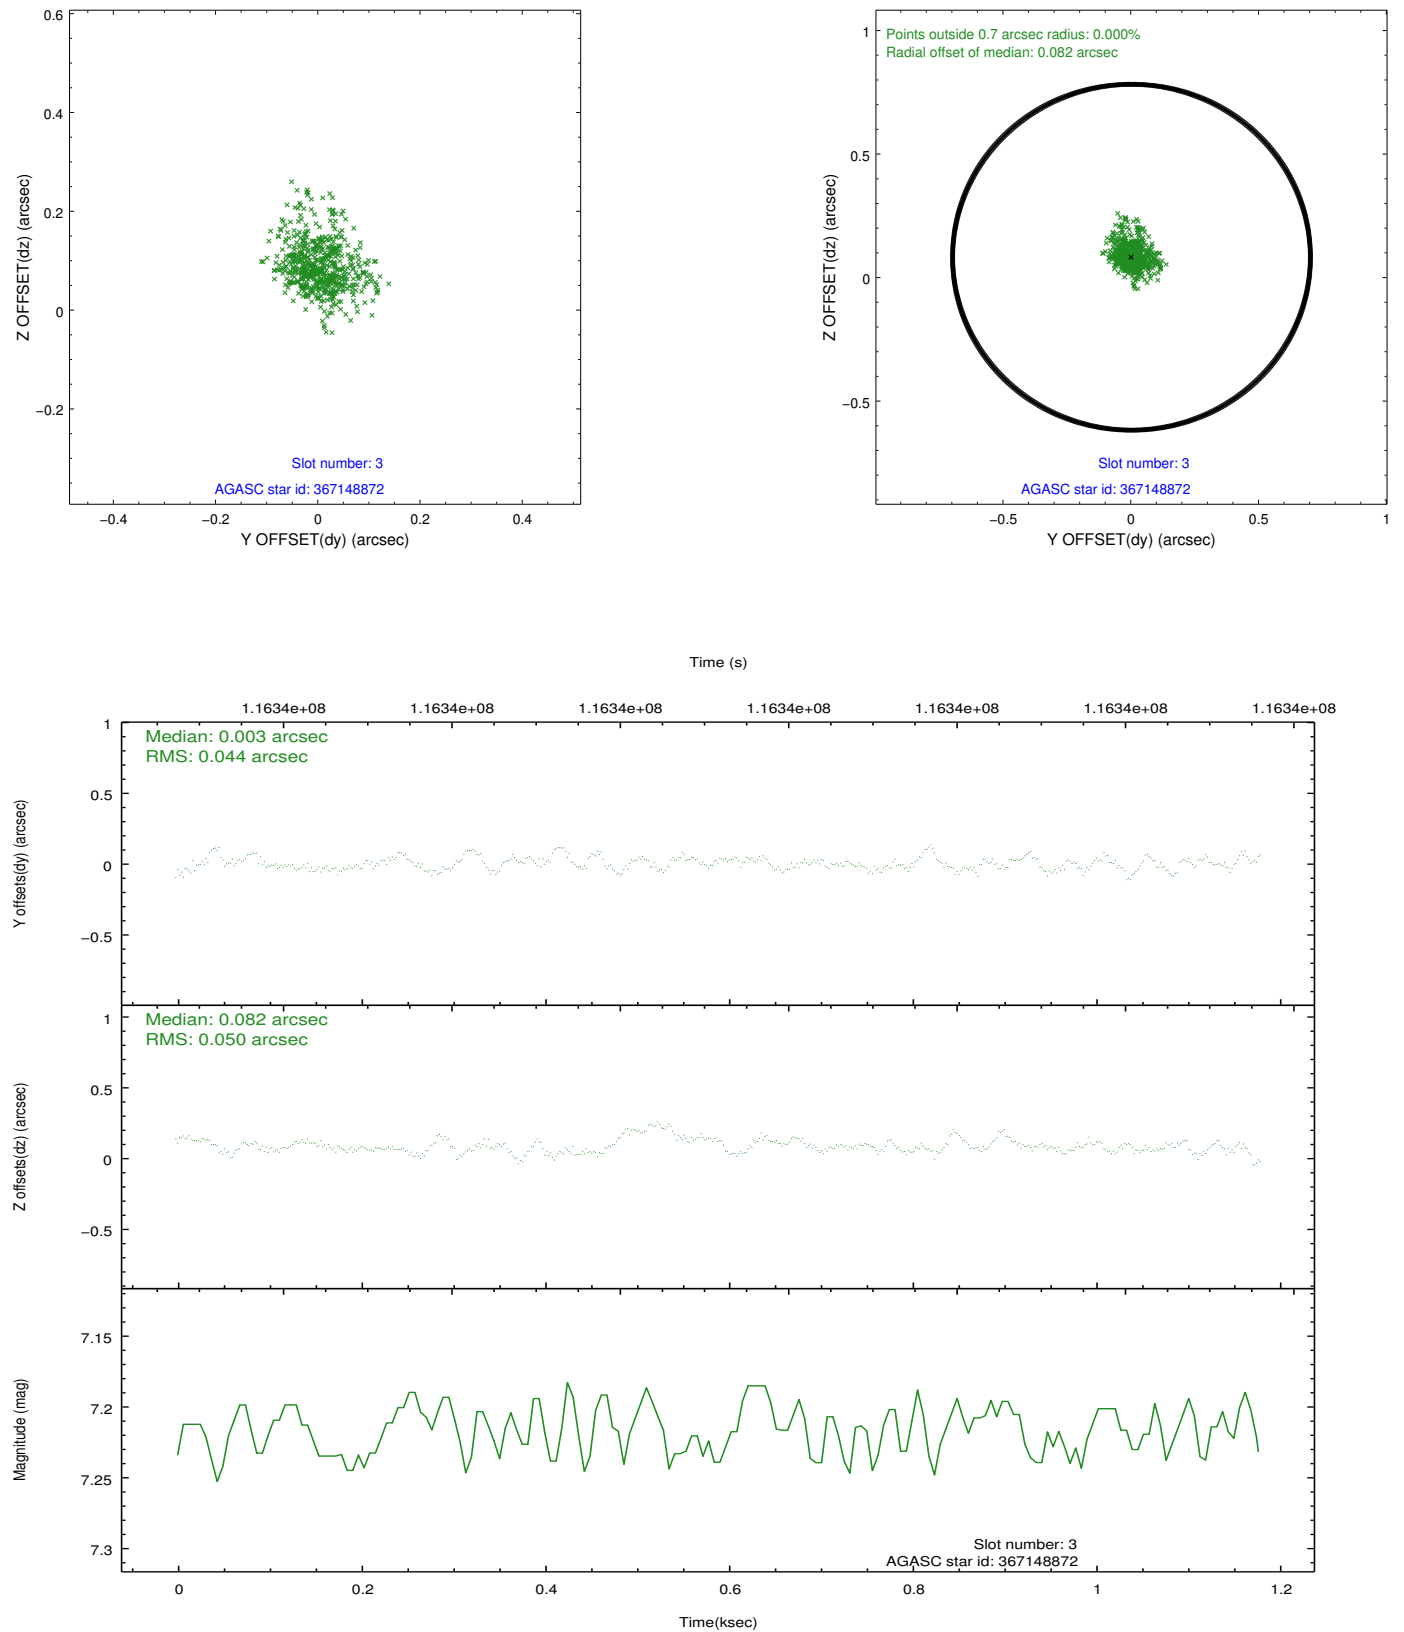 0.6
0.4
0.2
0
−0.2
Z OFFSET(dz) (arcsec)
Slot number: 3
AGASC star id: 367148872
−0.4
−0.2
0
0.2
0.4
Y OFFSET(dy) (arcsec)
Points outside 0.7 arcsec radius: 0.000%
Radial offset of median: 0.082 arcsec
1
0.5
0
−0.5
Z OFFSET(dz) (arcsec)
Slot number: 3
AGASC star id: 367148872
−0.5
0
0.5
1
Y OFFSET(dy) (arcsec)
Time (s)
1.1634e+08 1.1634e+08 1.1634e+08 1.1634e+08 1.1634e+08 1.1634e+08 1.1634e+08
Median: 0.003 arcsec
RMS: 0.044 arcsec
1
0.5
0
−0.5
Y offsets(dy) (arcsec)
Median: 0.082 arcsec
RMS: 0.050 arcsec
1
0.5
0
−0.5
Z offsets(dz) (arcsec)
7.15
7.2
7.25
7.3
Magnitude (mag)
Slot number: 3
AGASC star id: 367148872
0
0.2
0.4
0.6
0.8
1
1.2
Time(ksec)